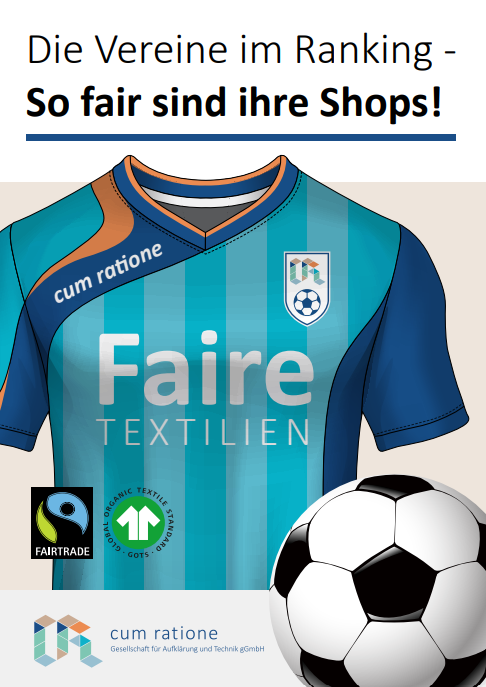 Die Vereine im Ranking -
So fair sind ihre Shops!
cum ratione
Faire
TEXTILIEN
FAIRTRADE
GLOBAL ORGANIC TEXTILE STANDARD · GOTS ·
cum ratione
Gesellschaft für Aufklärung und Technik gGmbH